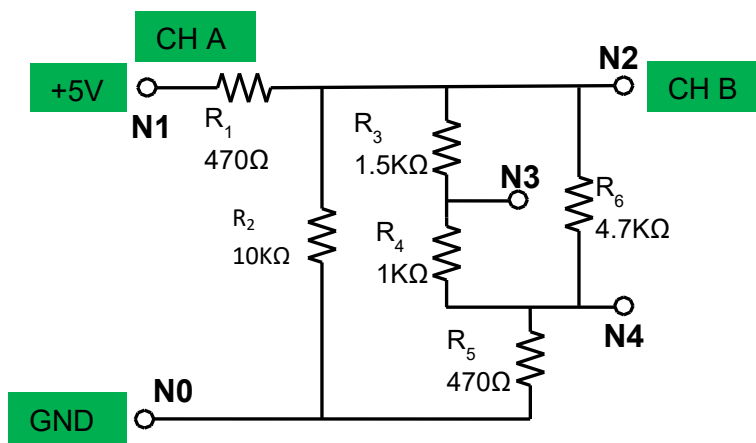 CH A
+5V
N1
R1
470Ω
N2
CH B
R3
1.5KΩ
N3
R6
4.7KΩ
R2
10KΩ
R4
1KΩ
N4
R5
470Ω
N0
GND